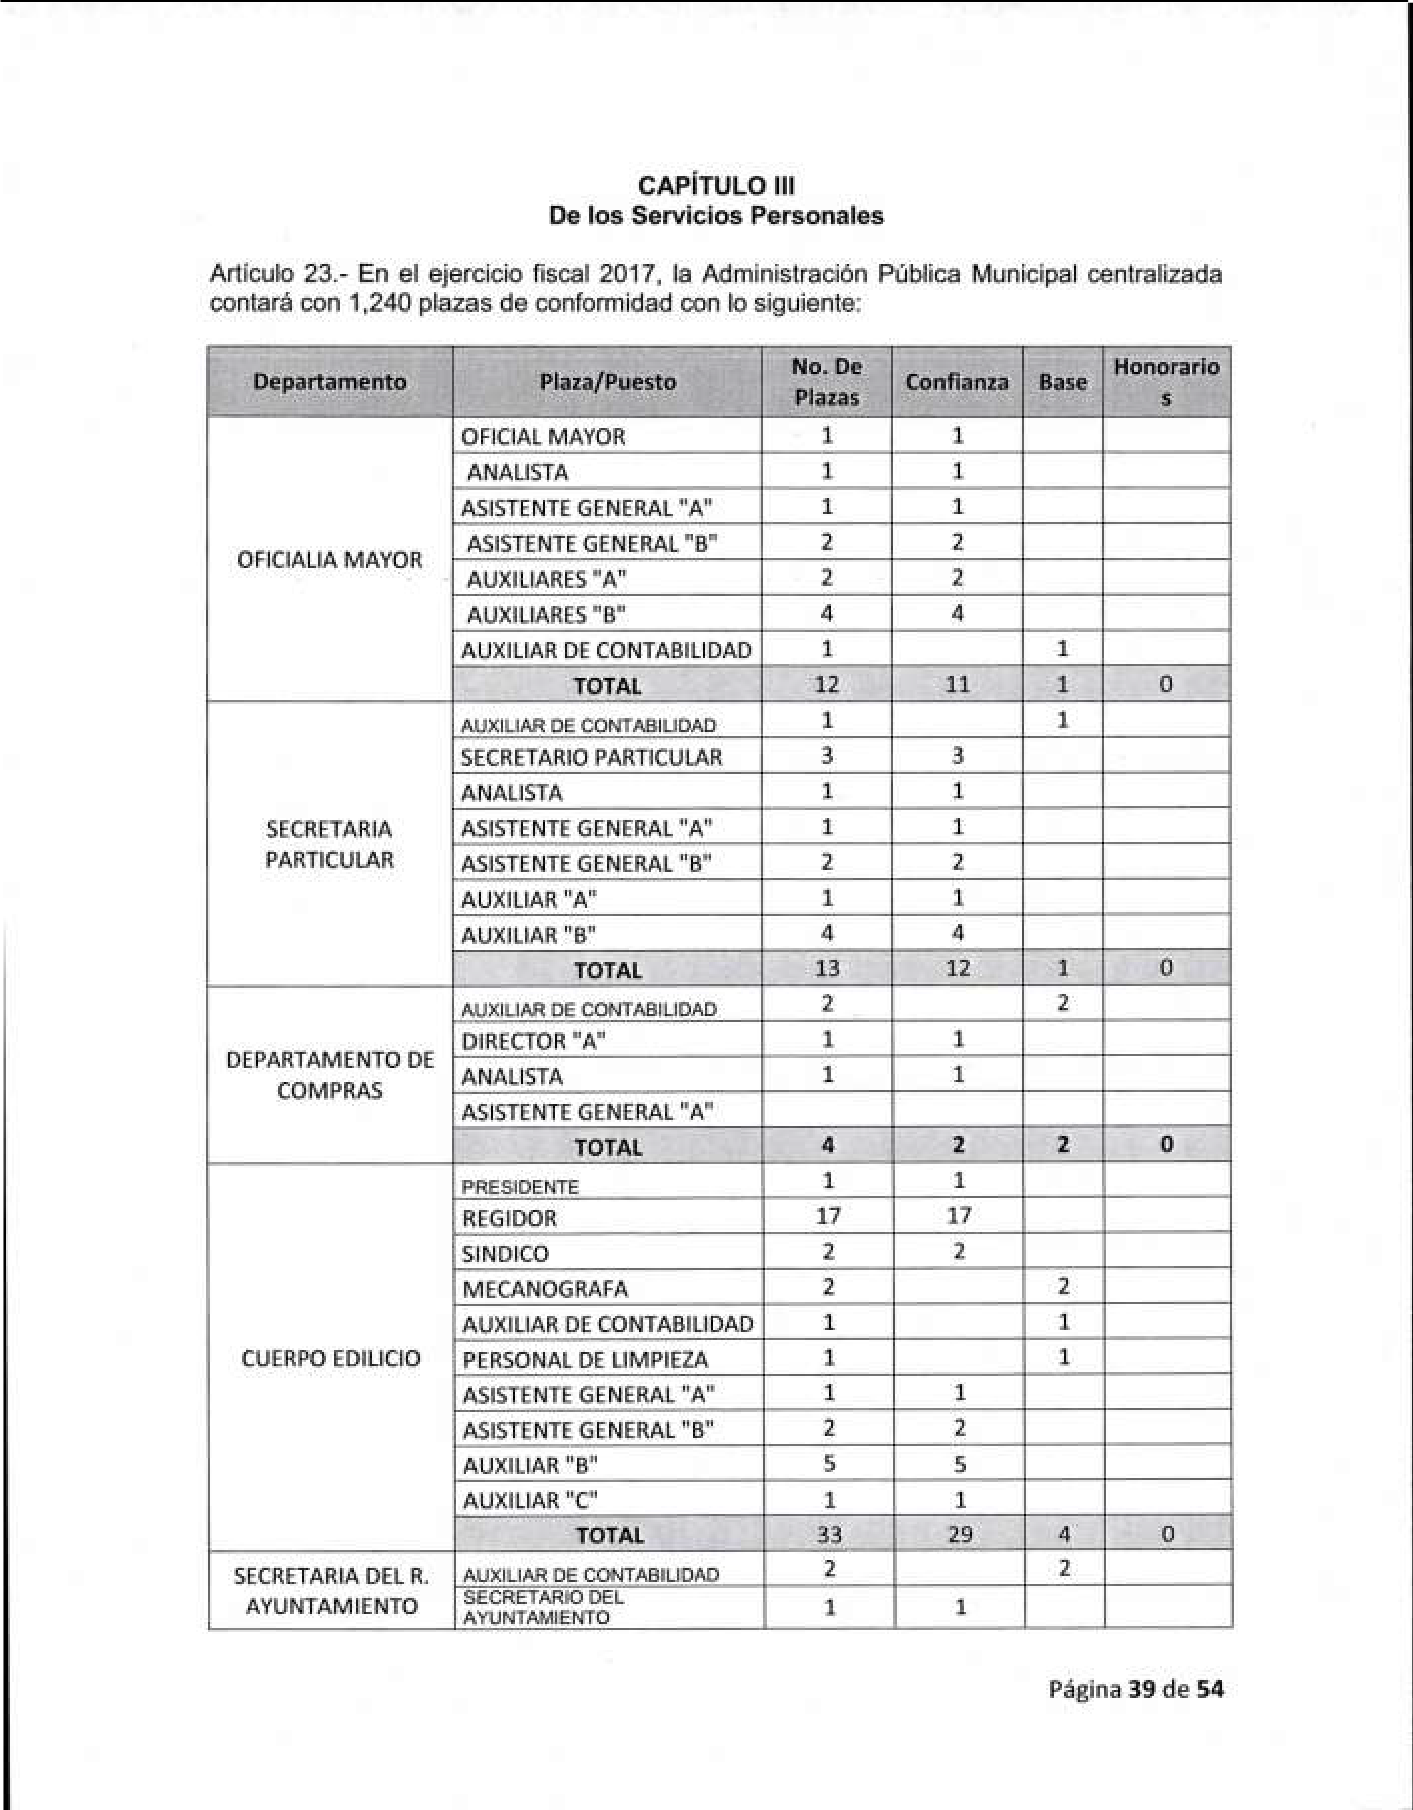 CAPÍTULO III
De los Servicios Personales
Artículo 23.- En el ejercicio fiscal 2017, la Administración Pública Municipal centralizada
contará con 1,240 plazas de conformidad con lo siguiente:
Departamento Plaza/Puesto No. De Plazas Confianza Base Honorarios
OFICIALIA MAYOR
OFICIAL MAYOR 1 1
ANALISTA 1 1
ASISTENTE GENERAL "A" 1 1
ASISTENTE GENERAL "B" 2 2
AUXILIARES "A" 2 2
AUXILIARES "B" 4 4
AUXILIAR DE CONTABILIDAD 1 1
TOTAL 12 11 1 0
SECRETARIA
PARTICULAR
AUXILIAR DE CONTABILIDAD 1 1
SECRETARIO PARTICULAR 3 3
ANALISTA 1 1
ASISTENTE GENERAL "A" 1 1
ASISTENTE GENERAL "B" 2 2
AUXILIAR "A" 1 1
AUXILIAR "B" 4 4
TOTAL 13 12 1 0
DEPARTAMENTO DE
COMPRAS
AUXILIAR DE CONTABILIDAD 2 2
DIRECTOR "A" 1 1
ANALISTA 1 1
ASISTENTE GENERAL "A"
TOTAL 4 2 2 0
CUERPO EDILICIO
PRESIDENTE 1 1
REGIDOR 17 17
SINDICO 2 2
MECANOGRAFA 2 2
AUXILIAR DE CONTABILIDAD 1 1
PERSONAL DE LIMPIEZA 1 1
ASISTENTE GENERAL "A" 1 1
ASISTENTE GENERAL "B" 2 2
AUXILIAR "B" 5 5
AUXILIAR "C" 1 1
TOTAL 33 29 4 0
SECRETARIA DEL R.
AYUNTAMIENTO
AUXILIAR DE CONTABILIDAD 2 2
SECRETARIO DEL
AYUNTAMIENTO 1 1
Página 39 de 54